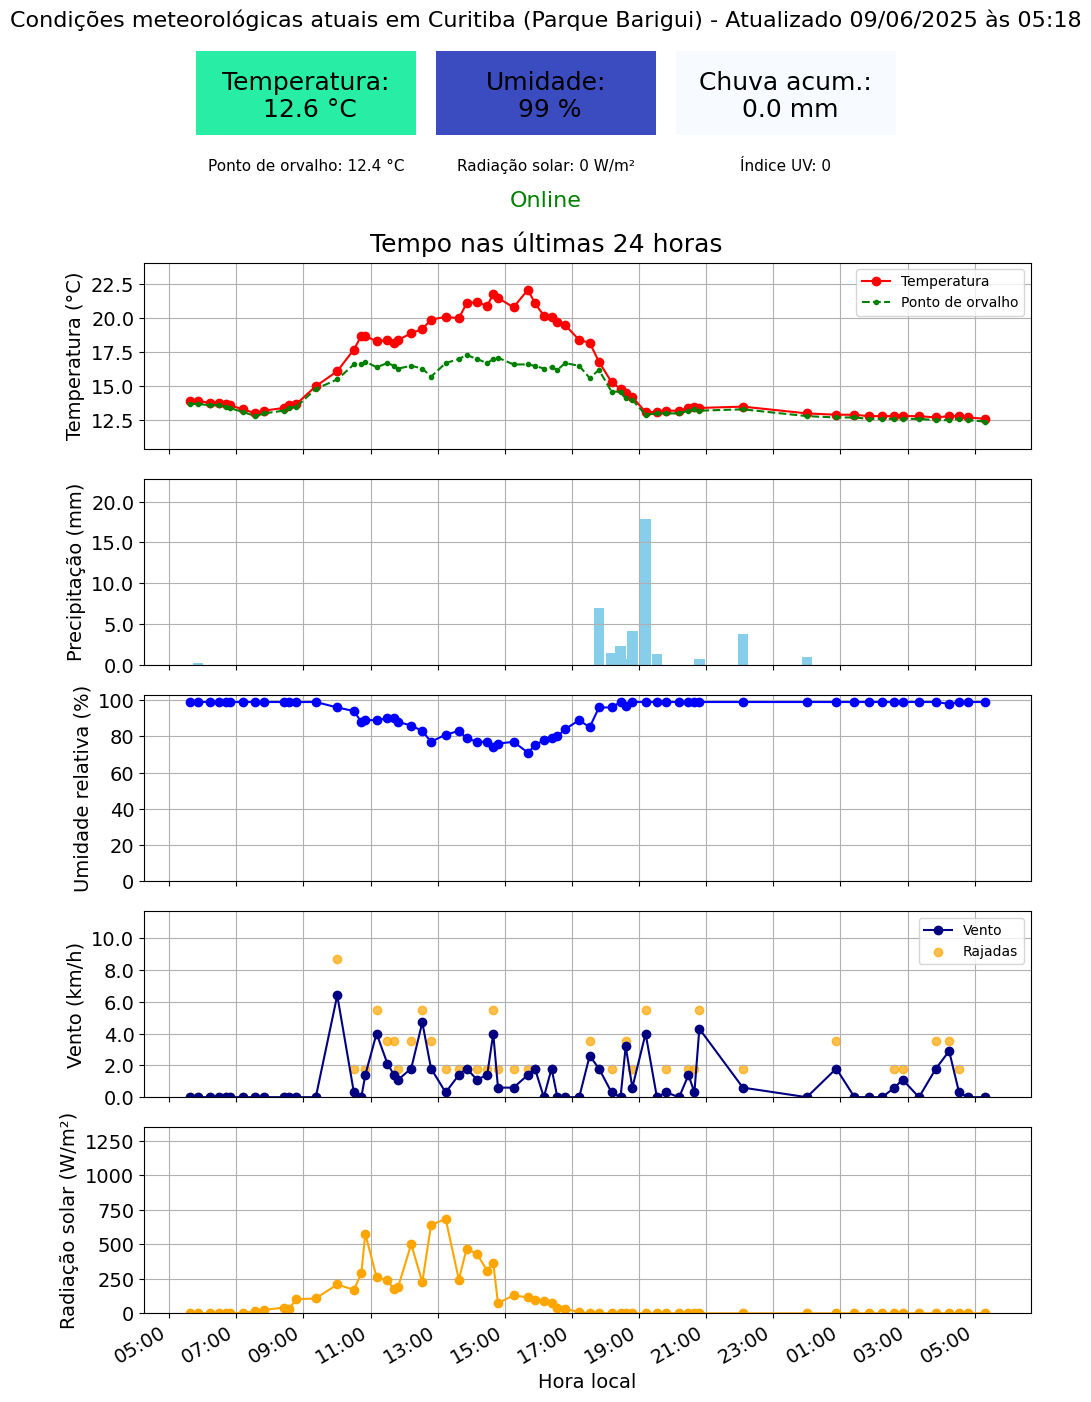 Condições meteorológicas atuais em Curitiba (Parque Barigui) - Atualizado 09/06/2025 às 05:18
Temperatura:
12.6 °C
Umidade:
99 %
Chuva acum.:
0.0 mm
Ponto de orvalho: 12.4 °C
Radiação solar: 0 W/m²
Índice UV: 0
Online
Tempo nas últimas 24 horas
Temperatura (°C)
22.5
20.0
17.5
15.0
12.5
Temperatura
Ponto de orvalho
Precipitação (mm)
20.0
15.0
10.0
5.0
0.0
Umidade relativa (%)
100
80
60
40
20
0
Vento (km/h)
10.0
8.0
6.0
4.0
2.0
0.0
Vento
Rajadas
Radiação solar (W/m²)
1250
1000
750
500
250
0
05:00
07:00
09:00
11:00
13:00
15:00
17:00
19:00
21:00
23:00
01:00
03:00
05:00
Hora local